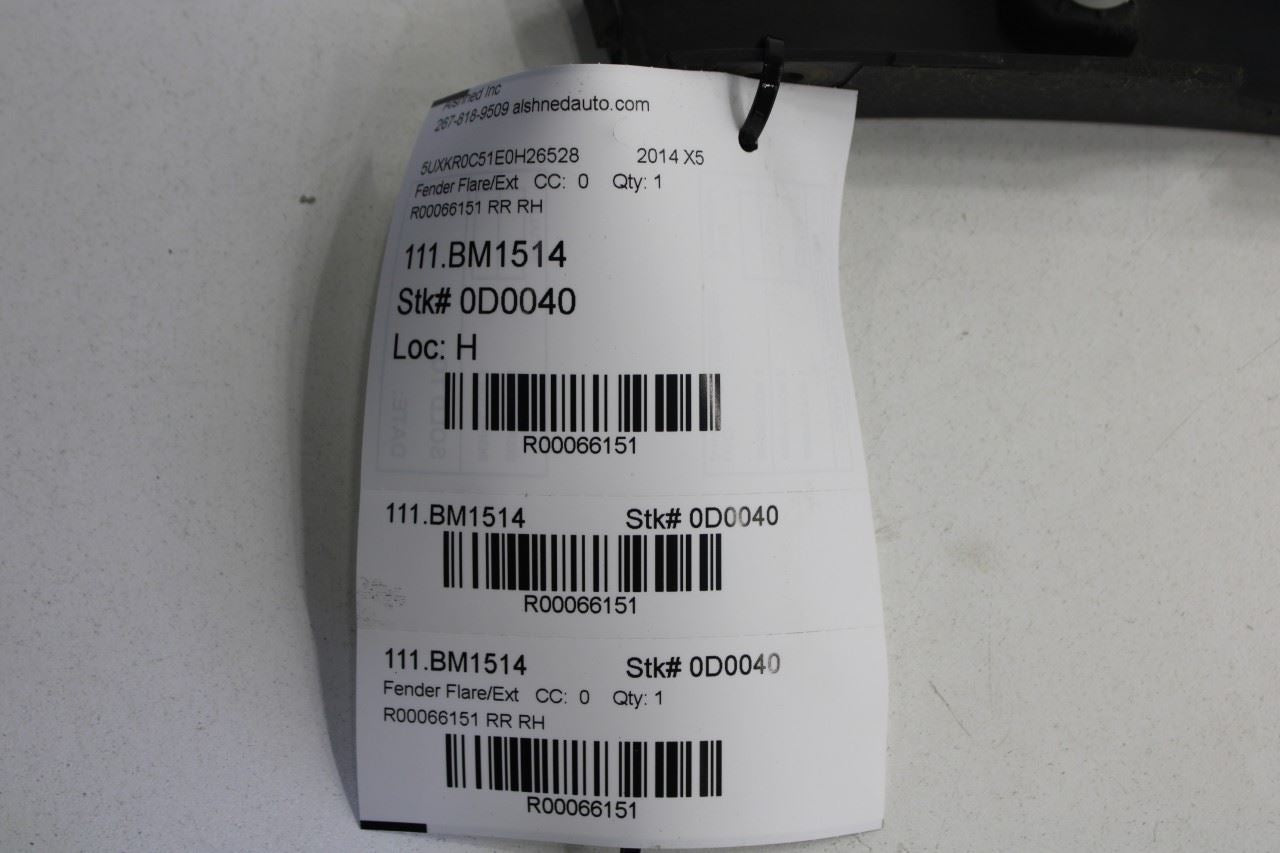 Alshned Inc
267-818-9509 alshnedauto.com
5UXKR0C51E0H26528 2014 X5
Fender Flare/Ext CC: 0 Qty: 1
R00066151 RR RH
111.BM1514
Stk# 0D0040
Loc: H
R00066151
111.BM1514 Stk# 0D0040
R00066151
111.BM1514 Stk# 0D0040
Fender Flare/Ext CC: 0 Qty: 1
R00066151 RR RH
R00066151